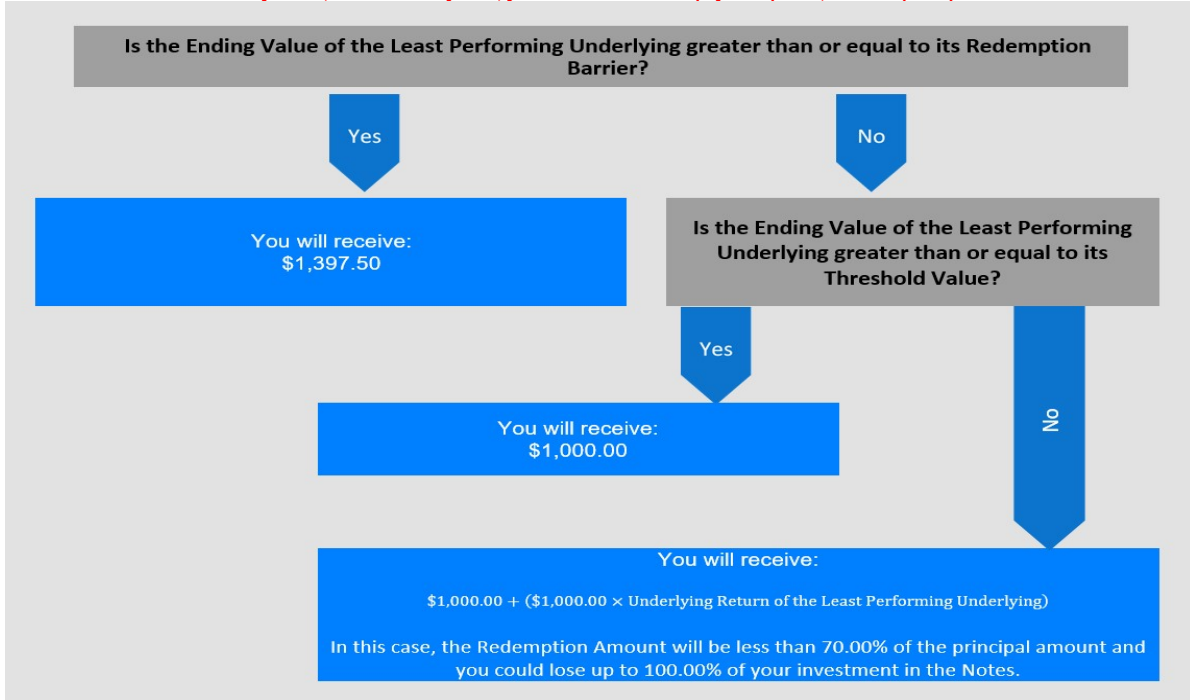 Is the Ending Value of the Least Performing Underlying greater than or equal to its Redemption
Barrier?
Yes
No
You will receive:
$1,397.50
Is the Ending Value of the Least Performing
Underlying greater than or equal to its
Threshold Value?
Yes
No
You will receive:
$1,000.00
You will receive:
$1,000.00 + ($1,000.00 × Underlying Return of the Least Performing Underlying)
In this case, the Redemption Amount will be less than 70.00% of the principal amount and
you could lose up to 100.00% of your investment in the Notes.